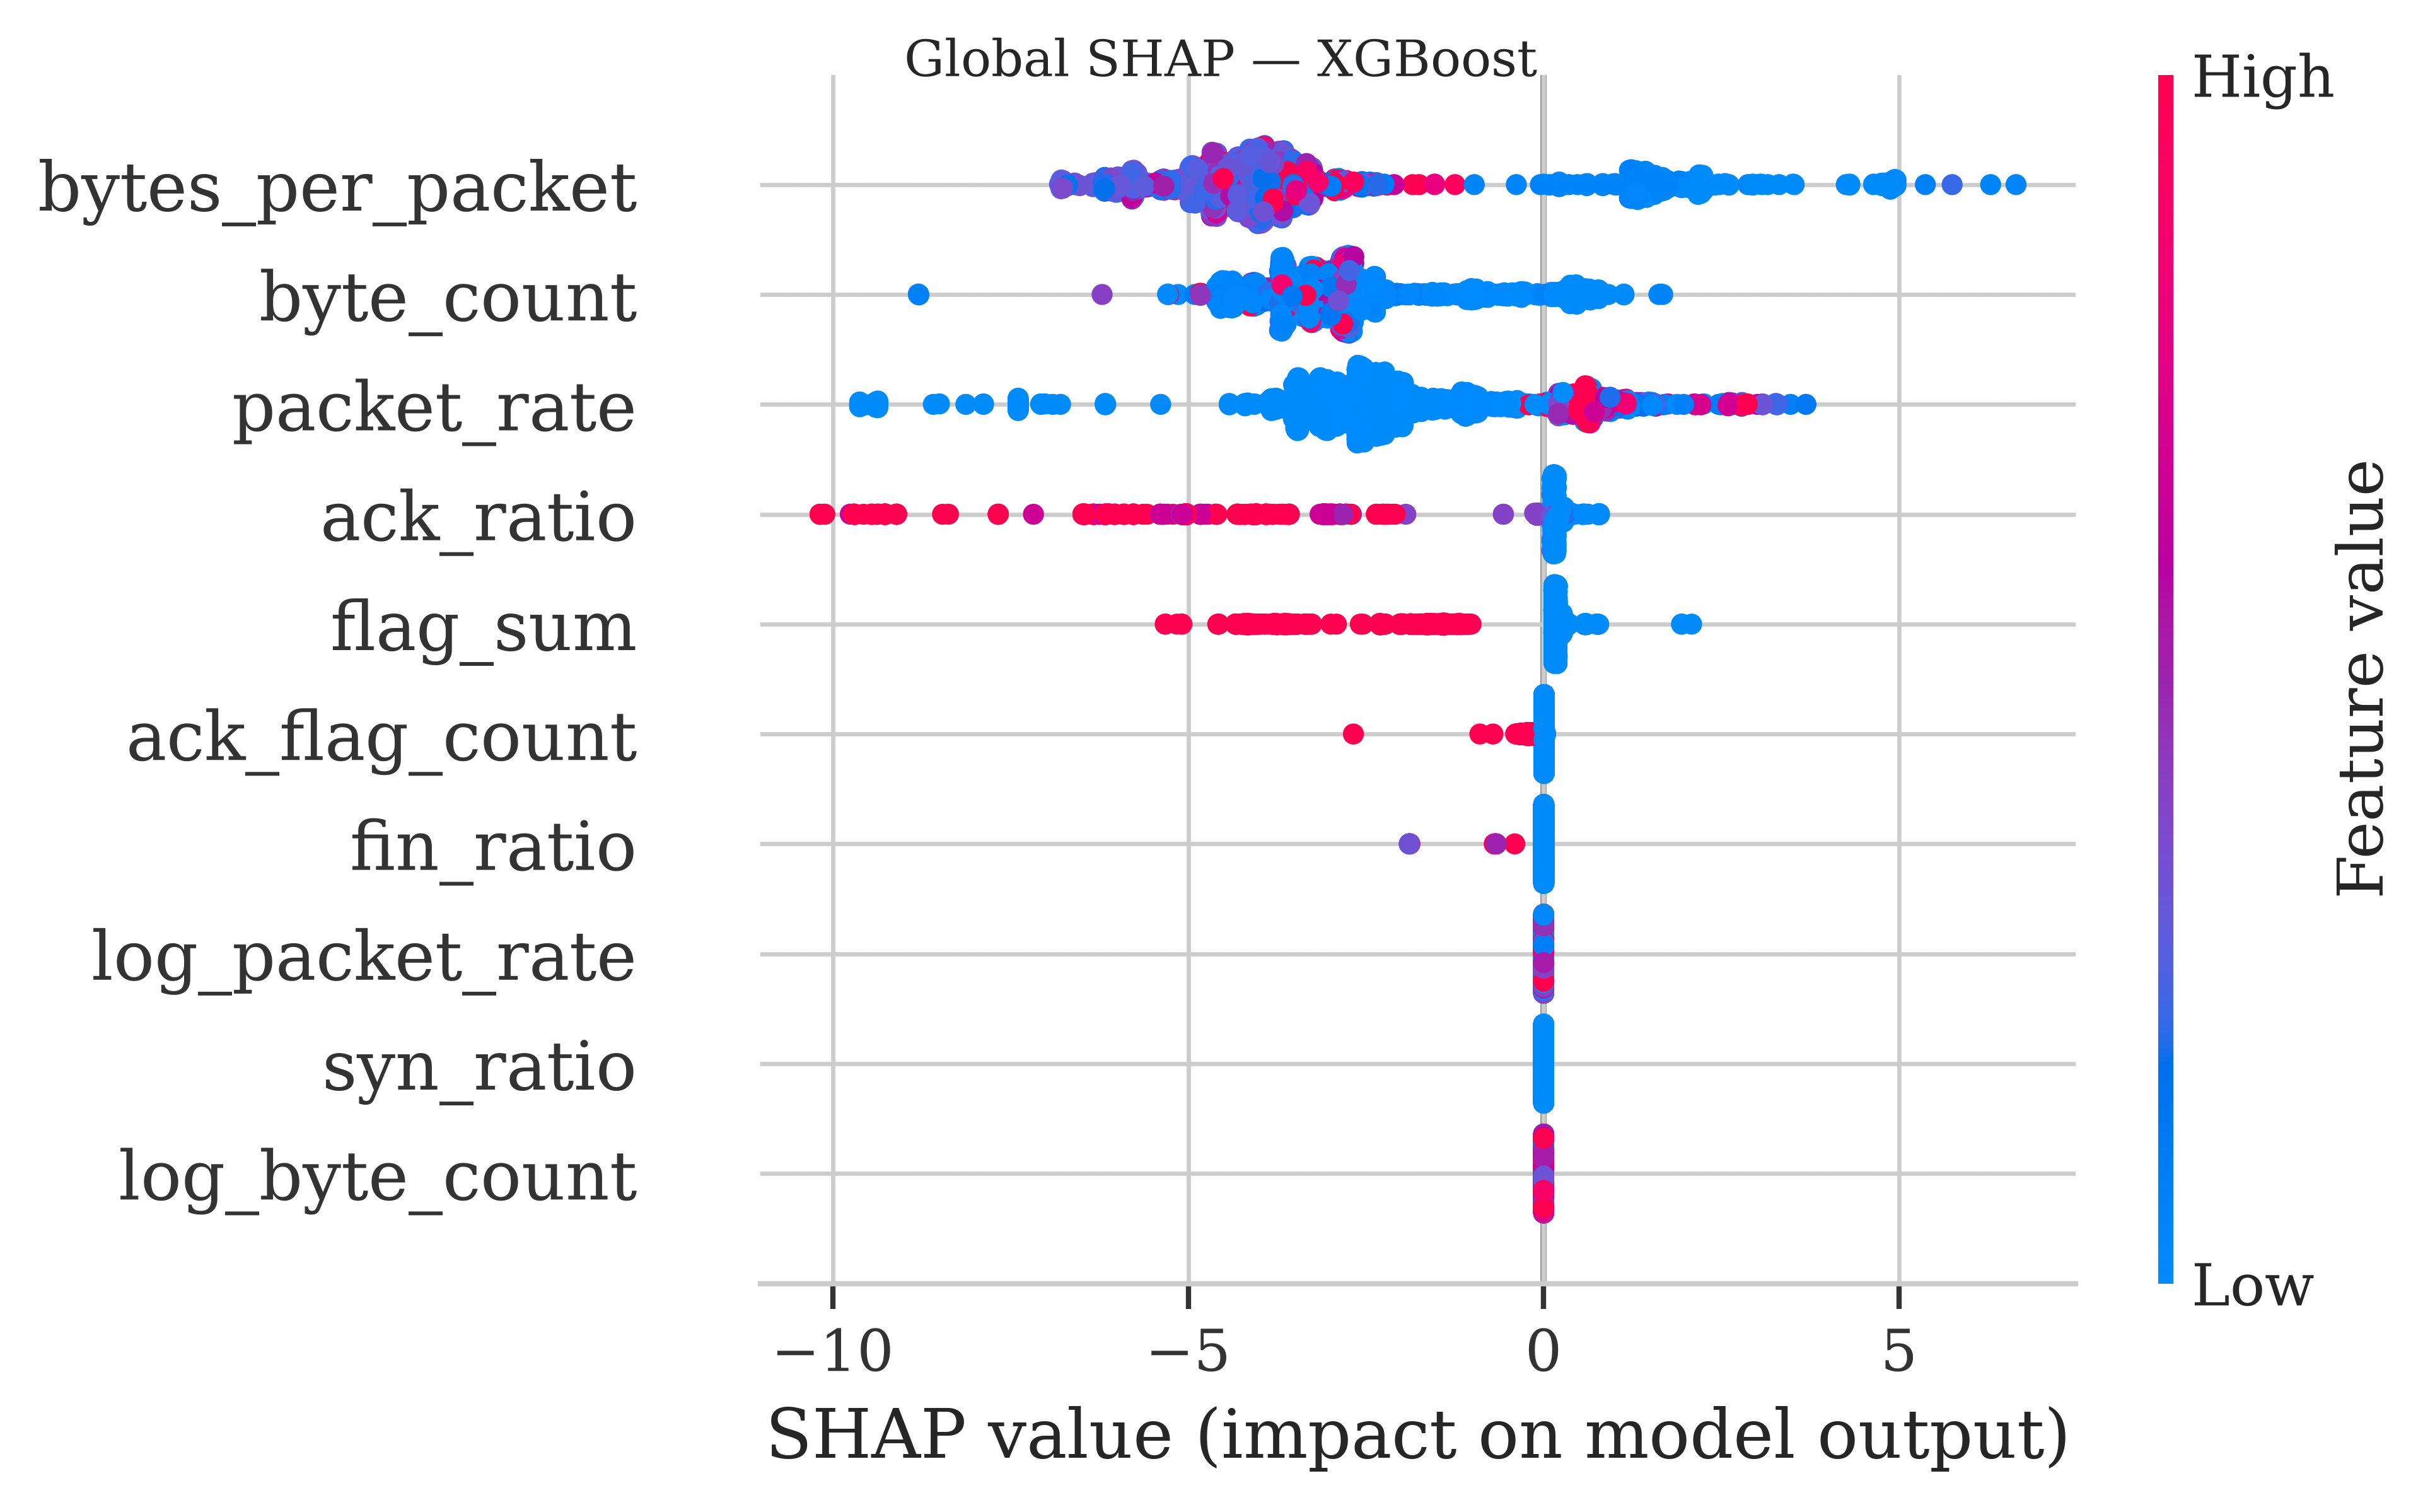 Global SHAP — XGBoost
High
bytes_per_packet
byte_count
packet_rate
ack_ratio
flag_sum
ack_flag_count
fin_ratio
log_packet_rate
syn_ratio
log_byte_count
Feature value
Low
−10 −5 0 5
SHAP value (impact on model output)